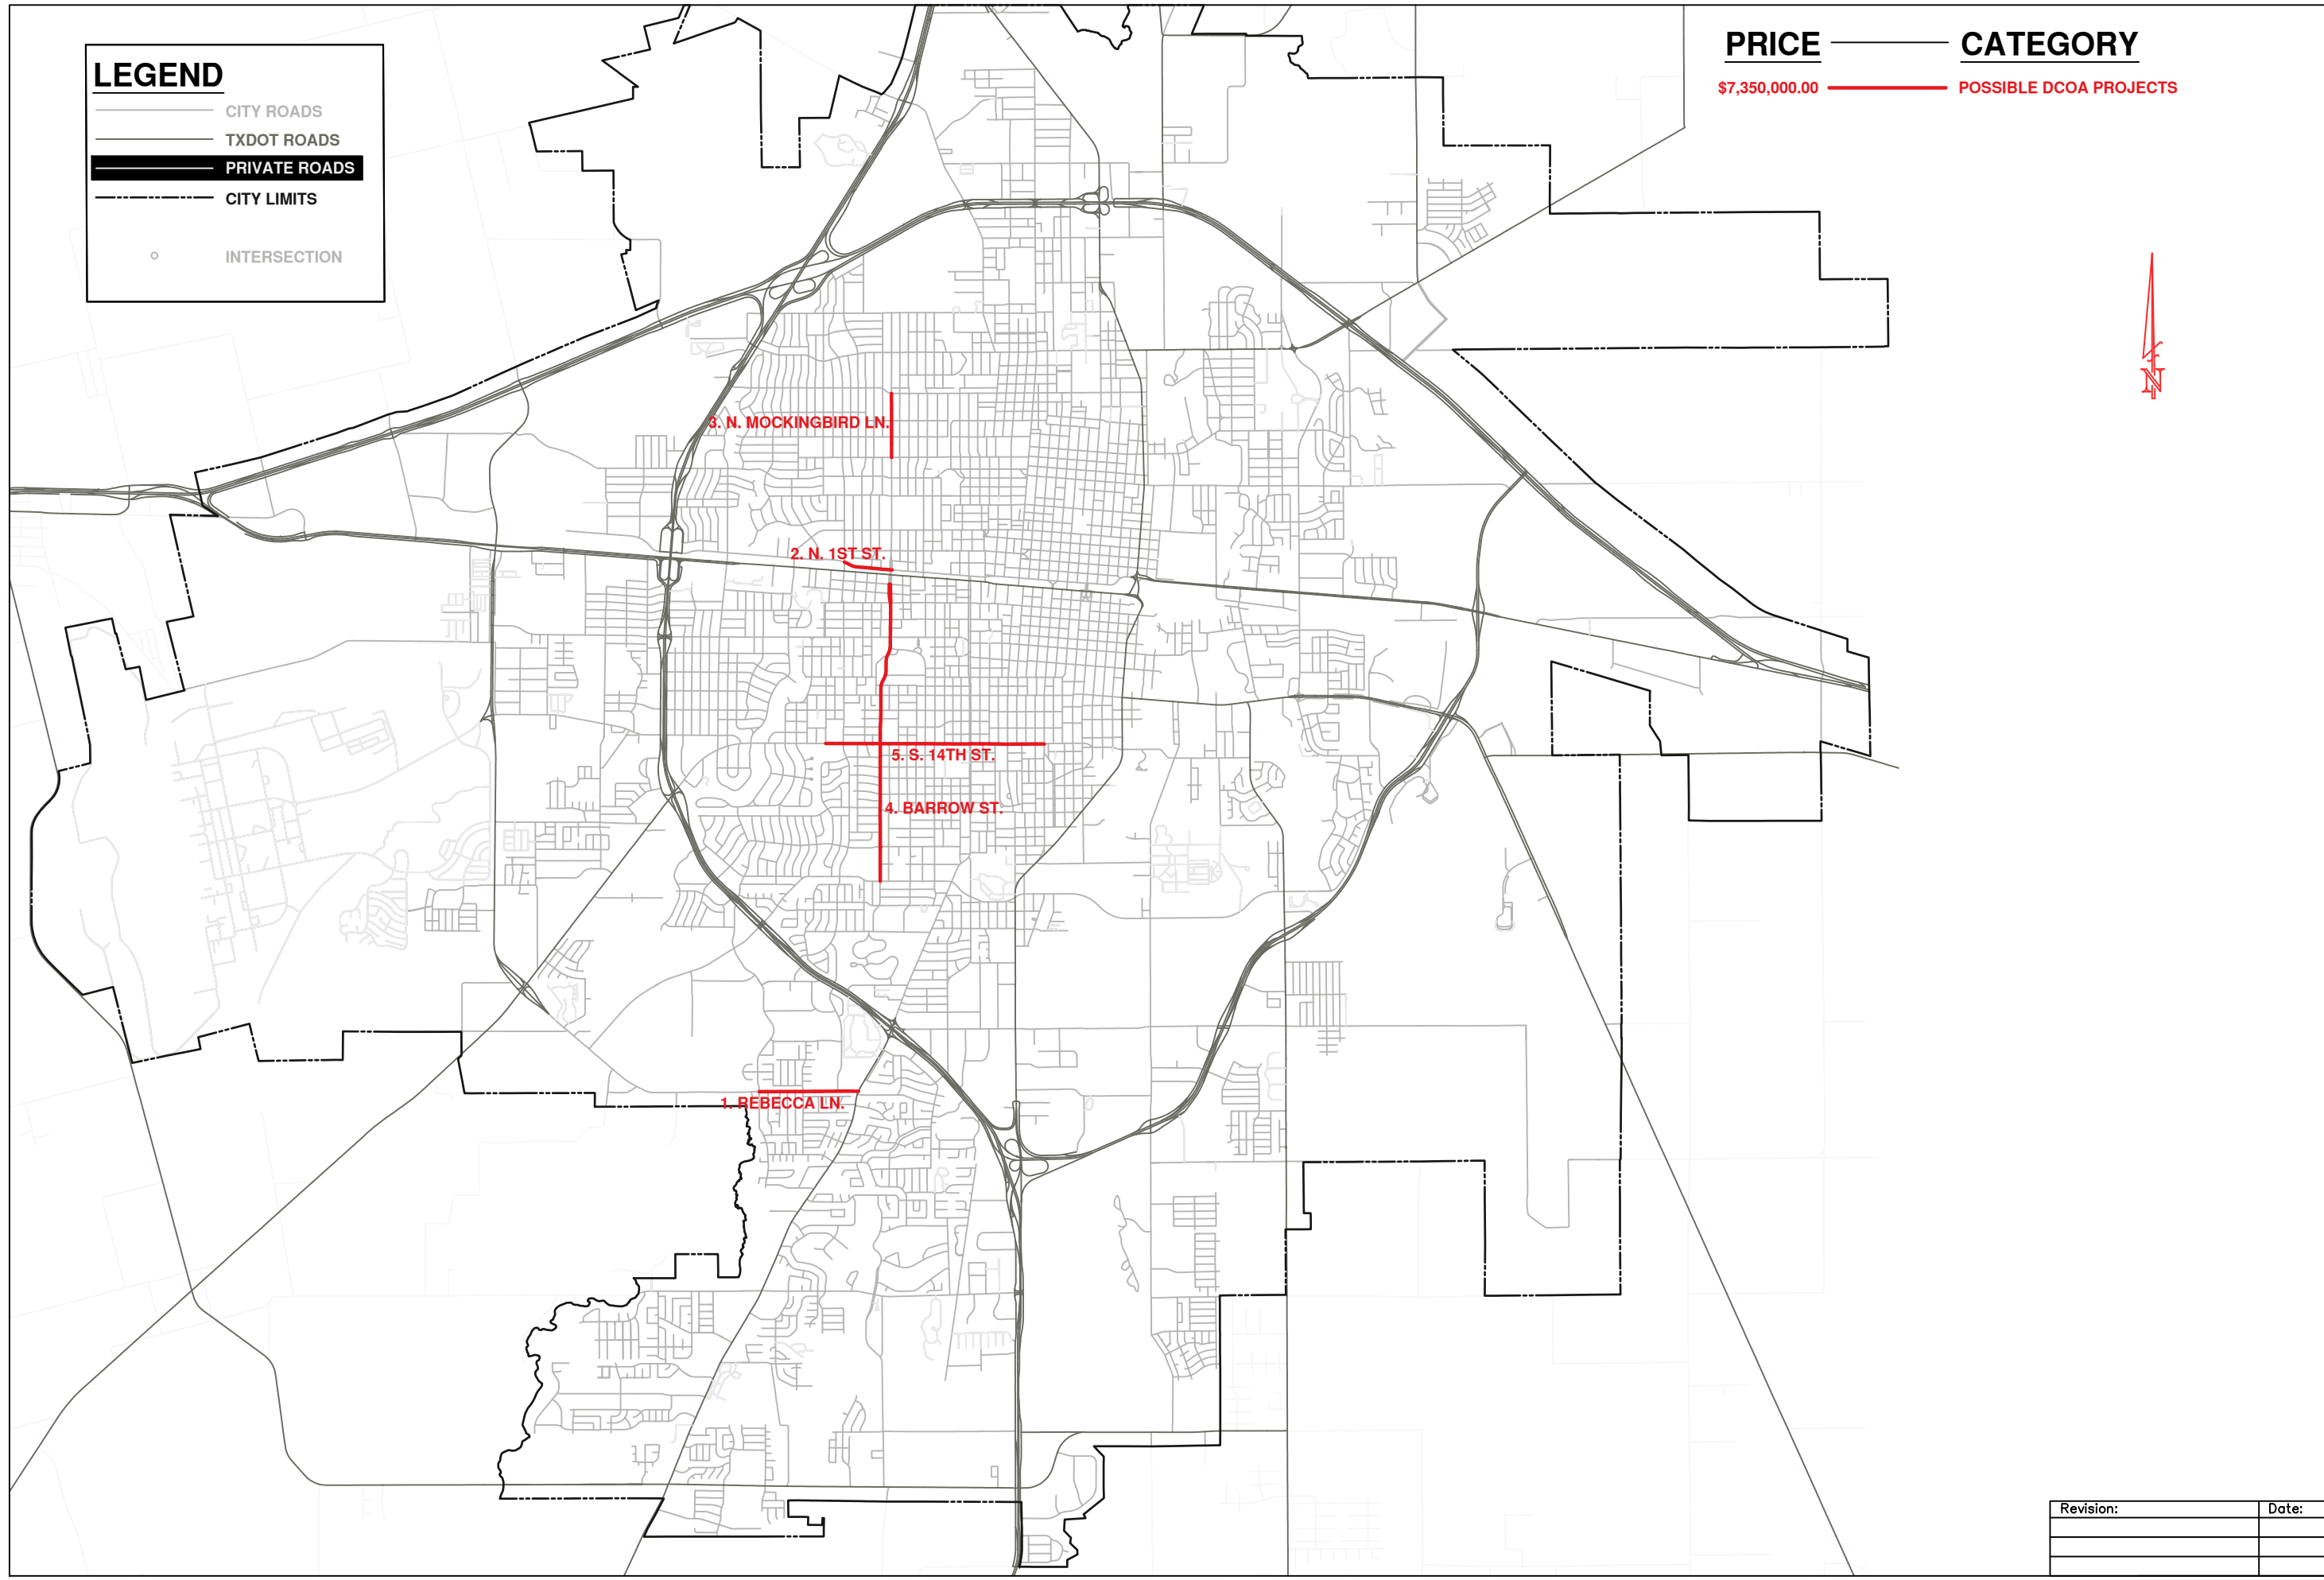 LEGEND
CITY ROADS
TXDOT ROADS
PRIVATE ROADS
CITY LIMITS
INTERSECTION
PRICE CATEGORY
$7,350,000.00 POSSIBLE DCOA PROJECTS
N
3. N. MOCKINGBIRD LN.
2. N. 1ST ST.
5. S. 14TH ST.
4. BARROW ST.
1. REBECCA LN.
Revision: Date: